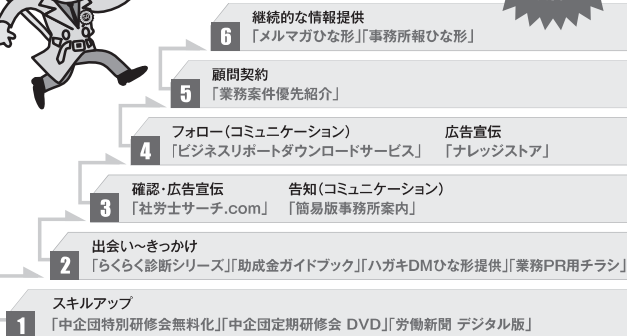 6
継続的な情報提供
「メルマガひな形」「事務所報ひな形」
5
顧問契約
「業務案件優先紹介」
4
フォロー(コミュニケーション) 広告宣伝
「ビジネスリポートダウンロードサービス」 「ナレッジストア」
3
確認・広告宣伝 告知(コミュニケーション)
「社労士サーチ.com」 「簡易版事務所案内」
2
出会い~きっかけ
「らくらく診断シリーズ」「助成金ガイドブック」「ハガキDMひな形提供」「業務PR用チラシ」
1
スキルアップ
「中企団特別研修会無料化」「中企団定期研修会 DVD」「労働新聞 デジタル版」